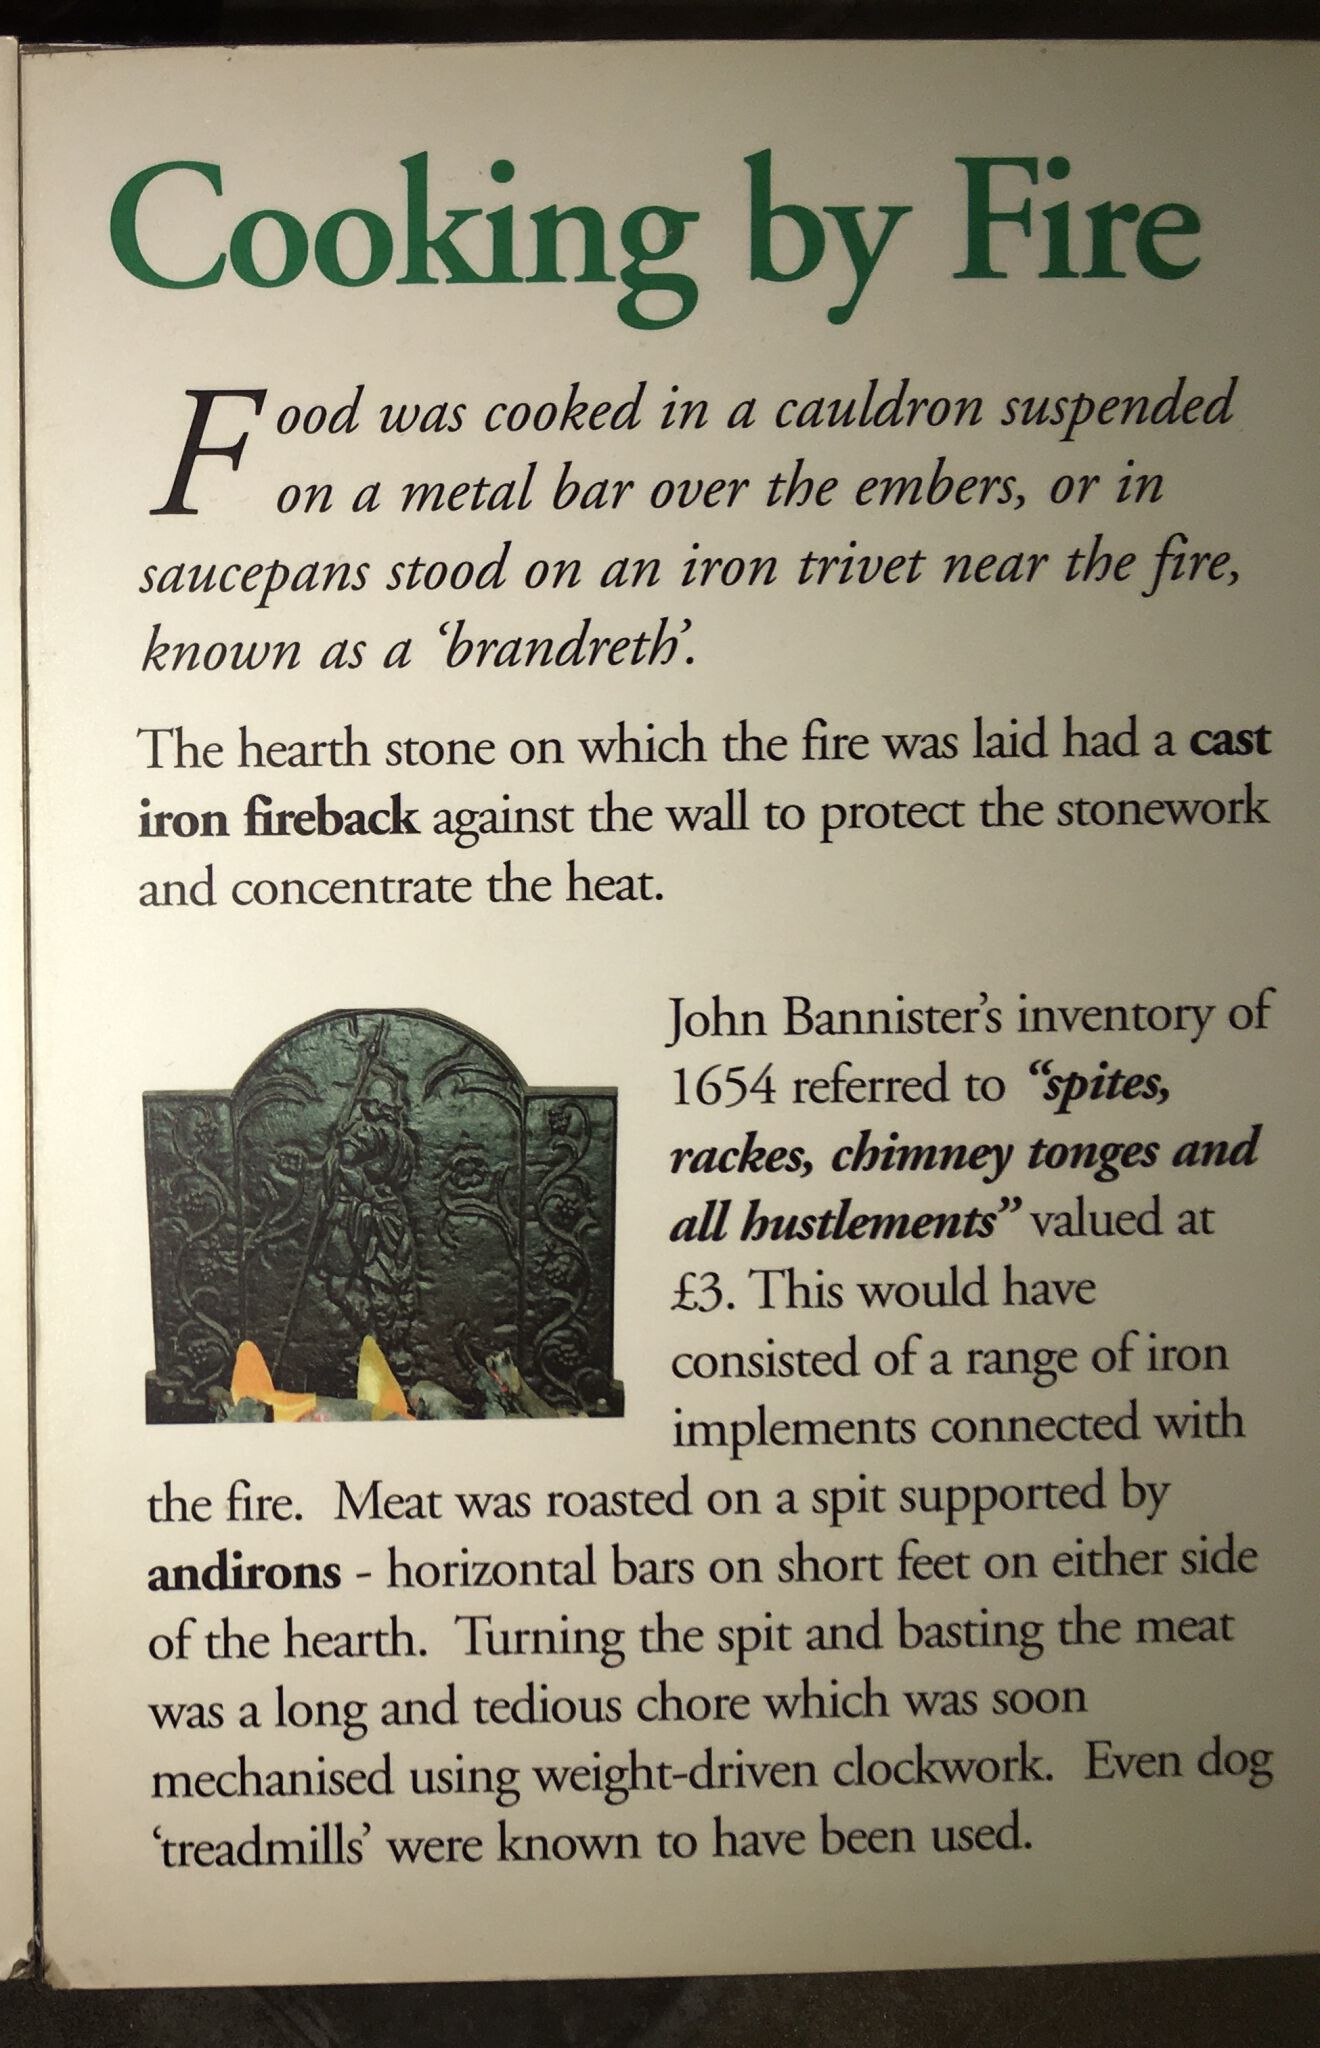 Cooking by Fire
Food was cooked in a cauldron suspended
on a metal bar over the embers, or in
saucepans stood on an iron trivet near the fire,
known as a ‘brandreth’.
The hearth stone on which the fire was laid had a cast
iron fireback against the wall to protect the stonework
and concentrate the heat.
John Bannister’s inventory of
1654 referred to “spites,
rackes, chimney tonges and
all hustlements” valued at
£3. This would have
consisted of a range of iron
implements connected with
the fire. Meat was roasted on a spit supported by
andirons - horizontal bars on short feet on either side
of the hearth. Turning the spit and basting the meat
was a long and tedious chore which was soon
mechanised using weight-driven clockwork. Even dog
‘treadmills’ were known to have been used.